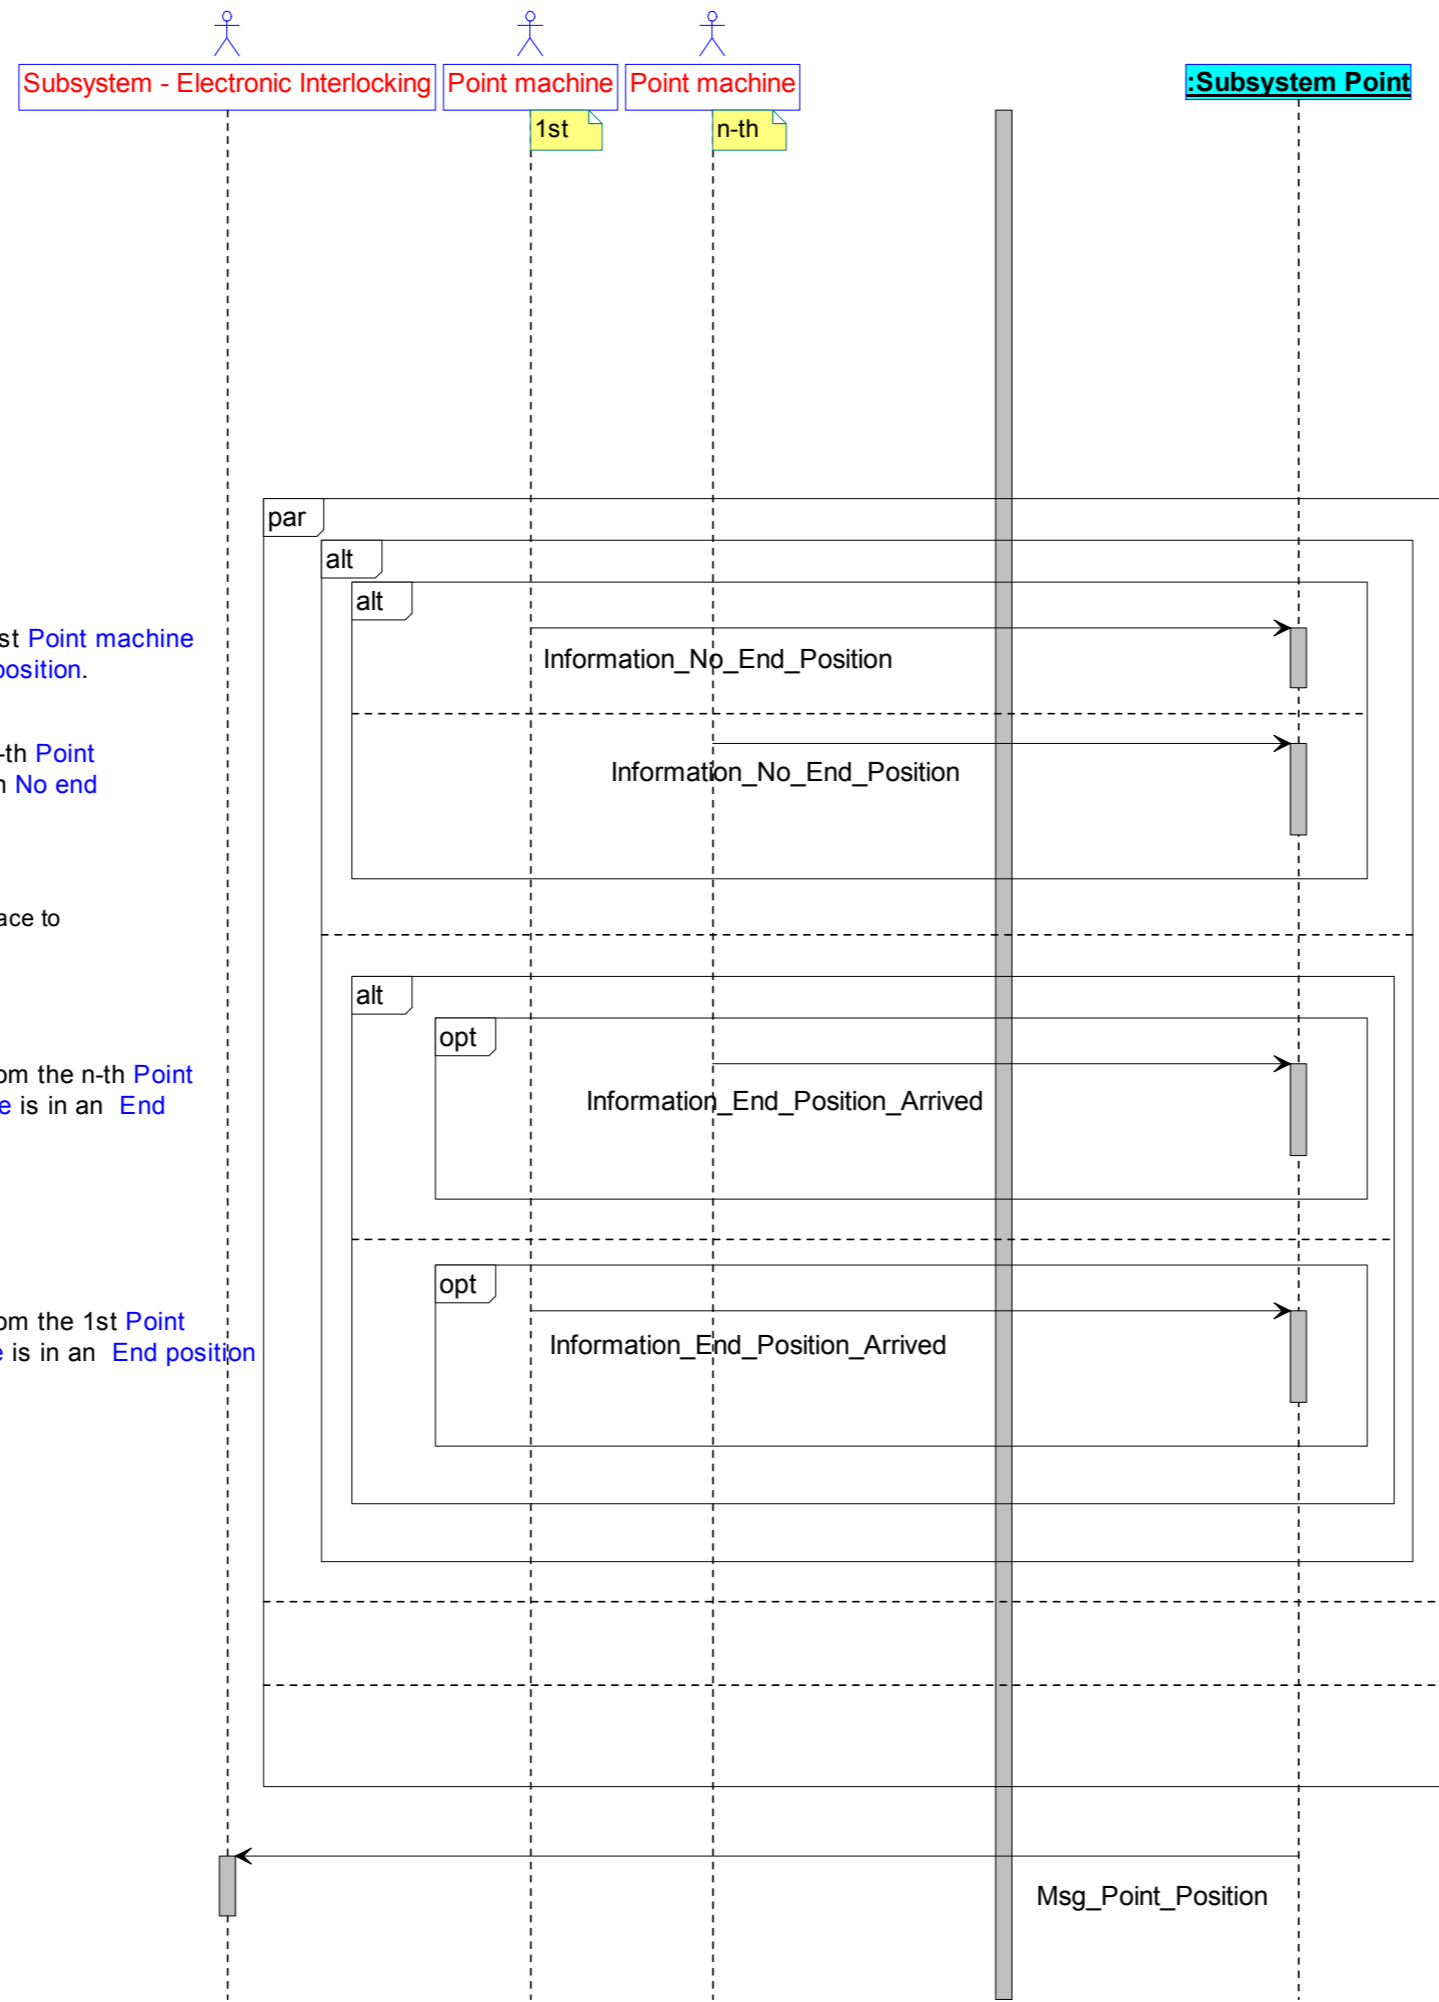 Subsystem - Electronic Interlocking
Point machine
Point machine
:Subsystem Point
1st
n-th
par
alt
alt
st Point machine
position.
Information_No_End_Position
-th Point
n No end
Information_No_End_Position
ace to
alt
opt
om the n-th Point
e is in an End
Information_End_Position_Arrived
opt
om the 1st Point
e is in an End position
Information_End_Position_Arrived
Msg_Point_Position